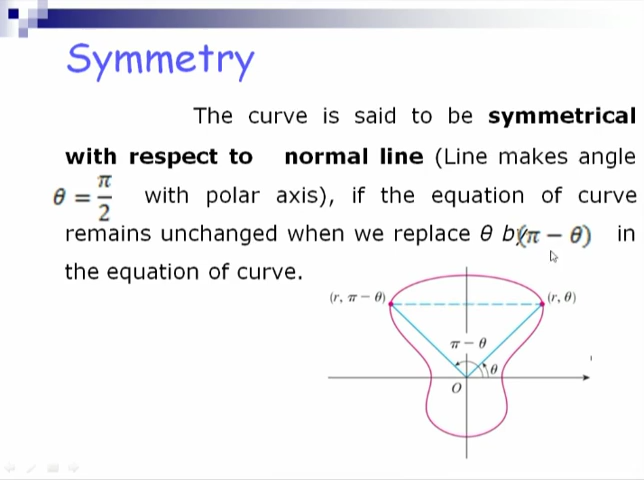 Symmetry
The curve is said to be symmetrical
with respect to normal line (Line makes angle
θ = π/2 with polar axis), if the equation of curve
remains unchanged when we replace θ b(π − θ) in
the equation of curve.
(r, π − θ) (r, θ)
π − θ
θ
O